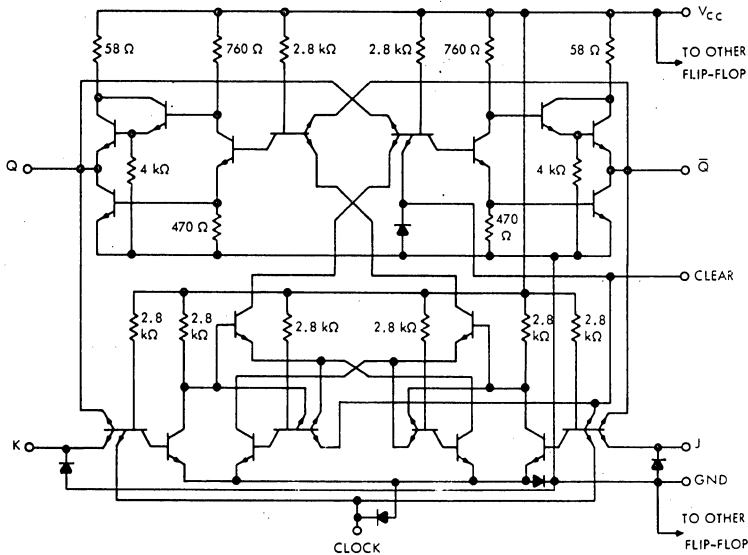 V CC
58 Ω 760 Ω 2.8 kΩ 2.8 kΩ 760 Ω 58 Ω
TO OTHER
FLIP-FLOP
Q 4 kΩ 4 kΩ Q̅
470 Ω 470
Ω
CLEAR
2.8
kΩ
2.8
kΩ
2.8 kΩ 2.8 kΩ
2.8
kΩ
2.8
kΩ
K J
GND
CLOCK
TO OTHER
FLIP-FLOP